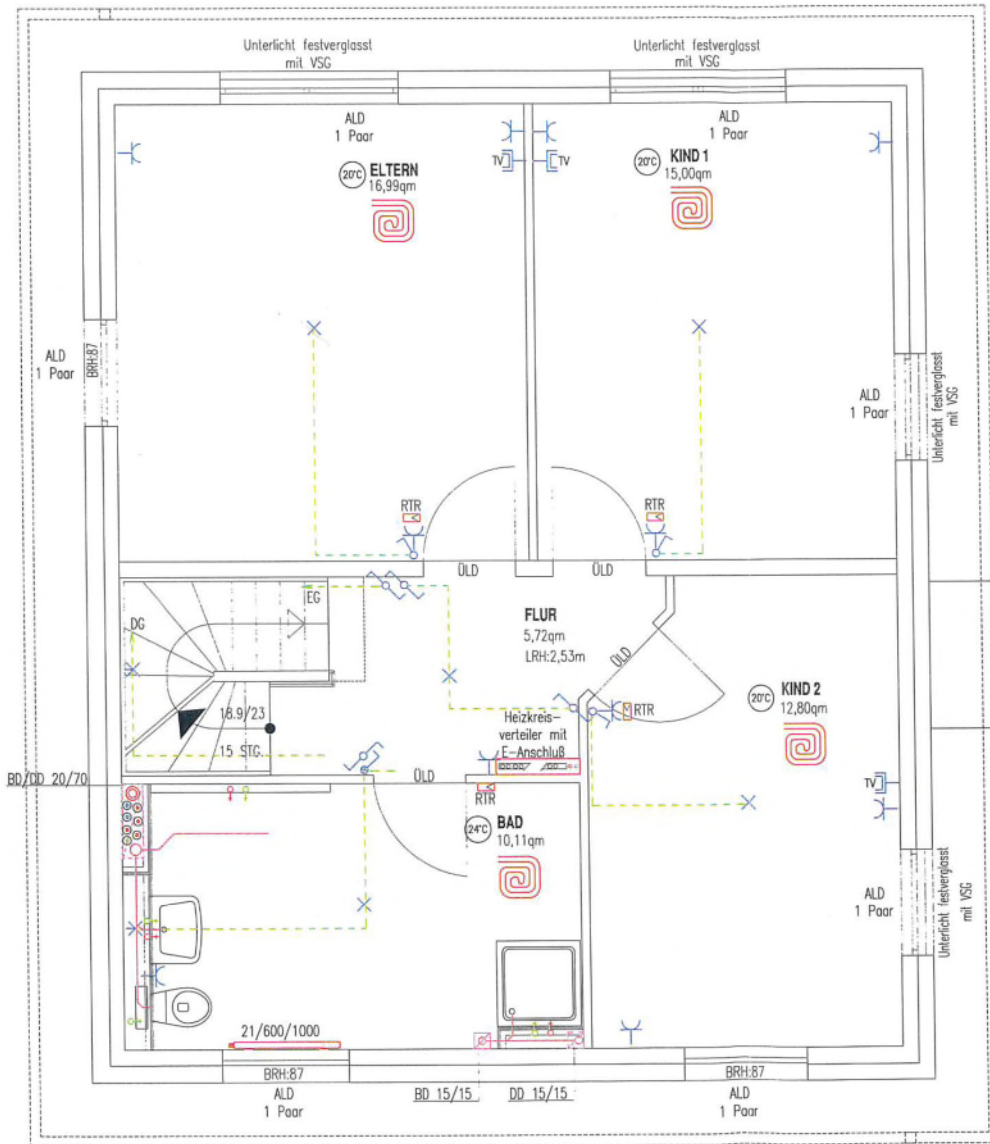 Unterlicht festverglasst
mit VSG
Unterlicht festverglasst
mit VSG
ALD
1 Paar
ALD
1 Paar
TV
TV
20°C
ELTERN
16,99qm
20°C
KIND 1
15,00qm
ALD
1 Paar
BRH:87
ALD
1 Paar
Unterlicht festverglasst
mit VSG
RTR
RTR
ÜLD
ÜLD
EG
DG
FLUR
5,72qm
LRH:2,53m
ÜLD
20°C
KIND 2
12,80qm
RTR
18.9/23
15 STG.
Heizkreis-
verteiler mit
E-Anschluß
ÜLD
BD/DD 20/70
RTR
TV
24°C
BAD
10,11qm
ALD
1 Paar
Unterlicht festverglasst
mit VSG
21/600/1000
BRH:87
BRH:87
ALD
1 Paar
BD 15/15
DD 15/15
ALD
1 Paar